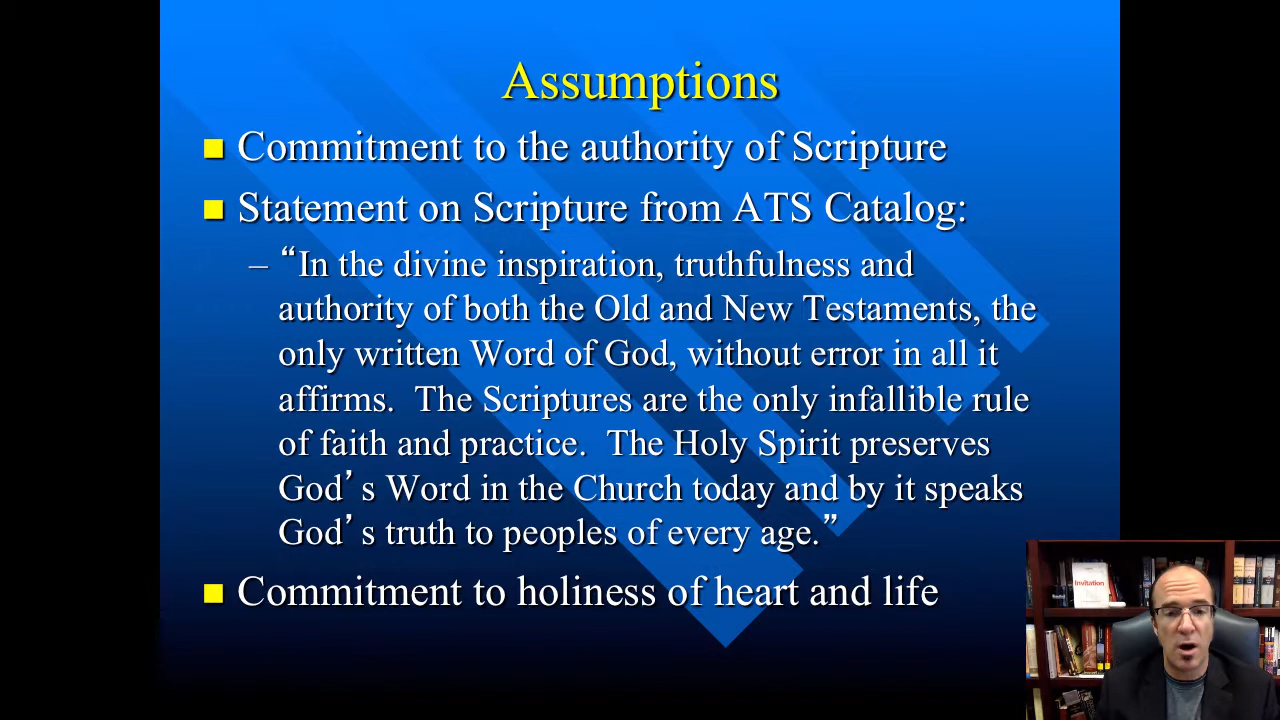 Assumptions
Commitment to the authority of Scripture
Statement on Scripture from ATS Catalog:
– “In the divine inspiration, truthfulness and
authority of both the Old and New Testaments, the
only written Word of God, without error in all it
affirms.  The Scriptures are the only infallible rule
of faith and practice.  The Holy Spirit preserves
God’s Word in the Church today and by it speaks
God’s truth to peoples of every age.”
Commitment to holiness of heart and life
Invitation